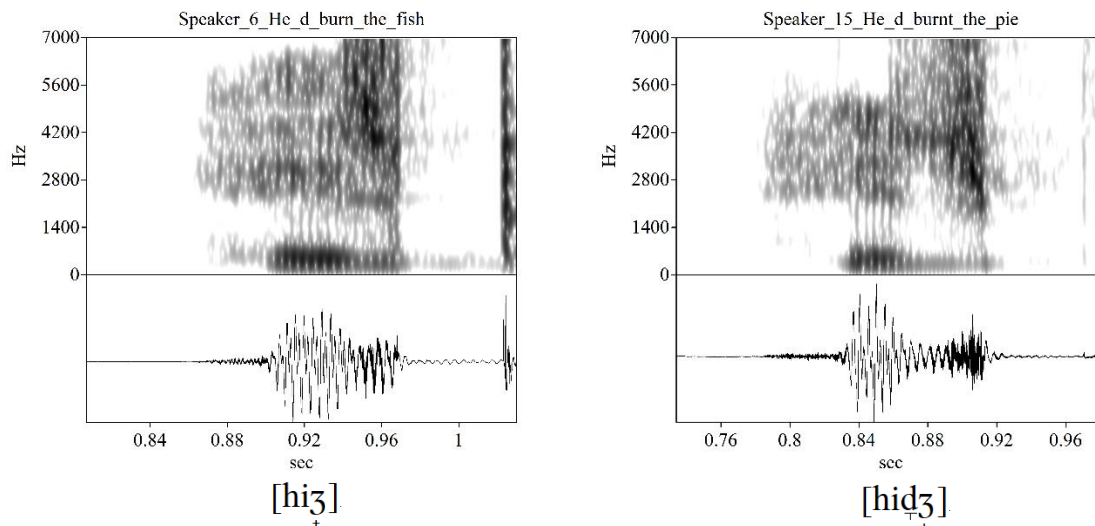 Speaker_6_He_d_burn_the_fish
7000
5600
4200
2800
1400
0
Hz
0.84 0.88 0.92 0.96 1
sec
[hiʒ̟].
Speaker_15_He_d_burnt_the_pie
7000
5600
4200
2800
1400
0
Hz
0.76 0.8 0.84 0.88 0.92 0.96
sec
[hid̞ʒ̟].